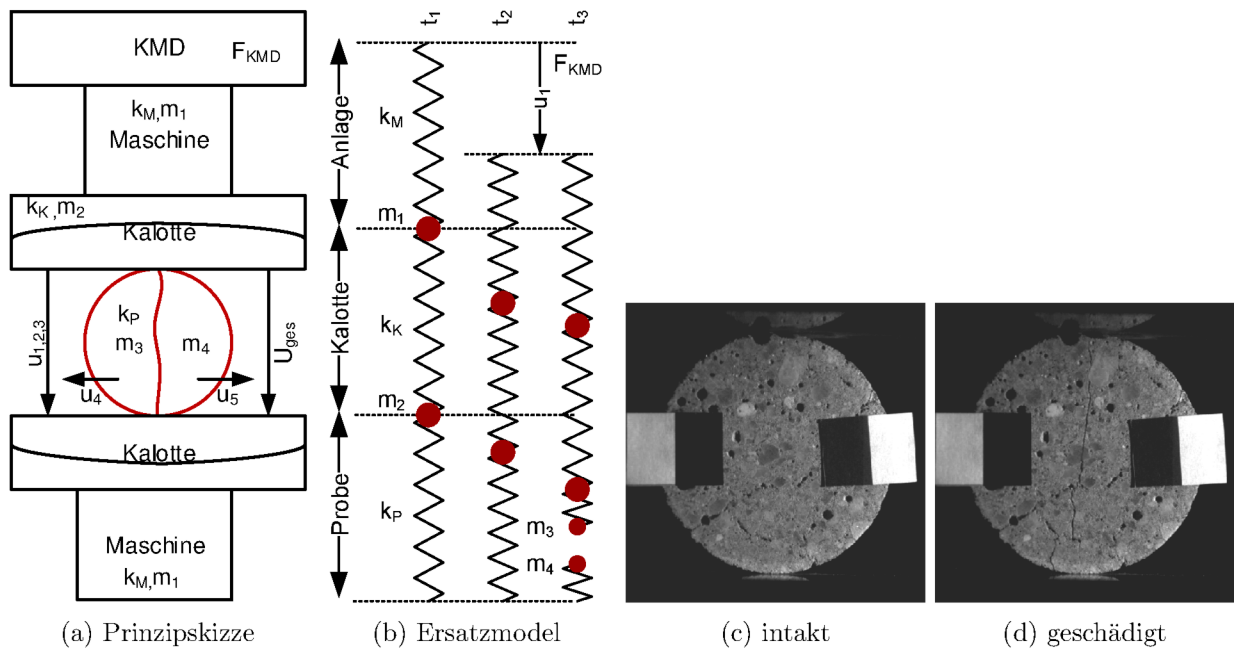 KMD
F_KMD
k_M,m_1
Maschine
k_K,m_2
Kalotte
k_P
m_3
m_4
u_1,2,3
U_ges
u_4
u_5
Kalotte
Maschine
k_M,m_1
(a) Prinzipskizze
t_1
t_2
t_3
F_KMD
u_1
Anlage
k_M
m_1
Kalotte
k_K
m_2
Probe
k_P
m_3
m_4
(b) Ersatzmodel
(c) intakt
(d) geschädigt